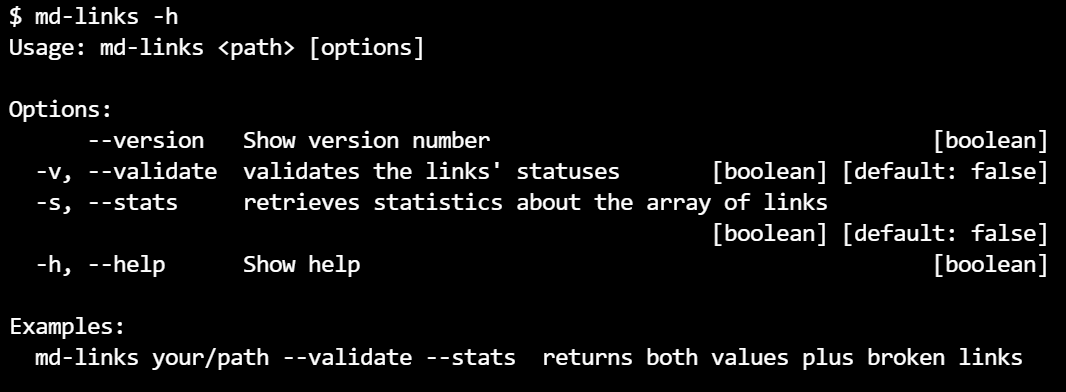 $ md-links -h
Usage: md-links <path> [options]

Options:
      --version   Show version number                                  [boolean]
  -v, --validate  validates the links' statuses       [boolean] [default: false]
  -s, --stats     retrieves statistics about the array of links
                                                      [boolean] [default: false]
  -h, --help      Show help                                            [boolean]

Examples:
  md-links your/path --validate --stats  returns both values plus broken links